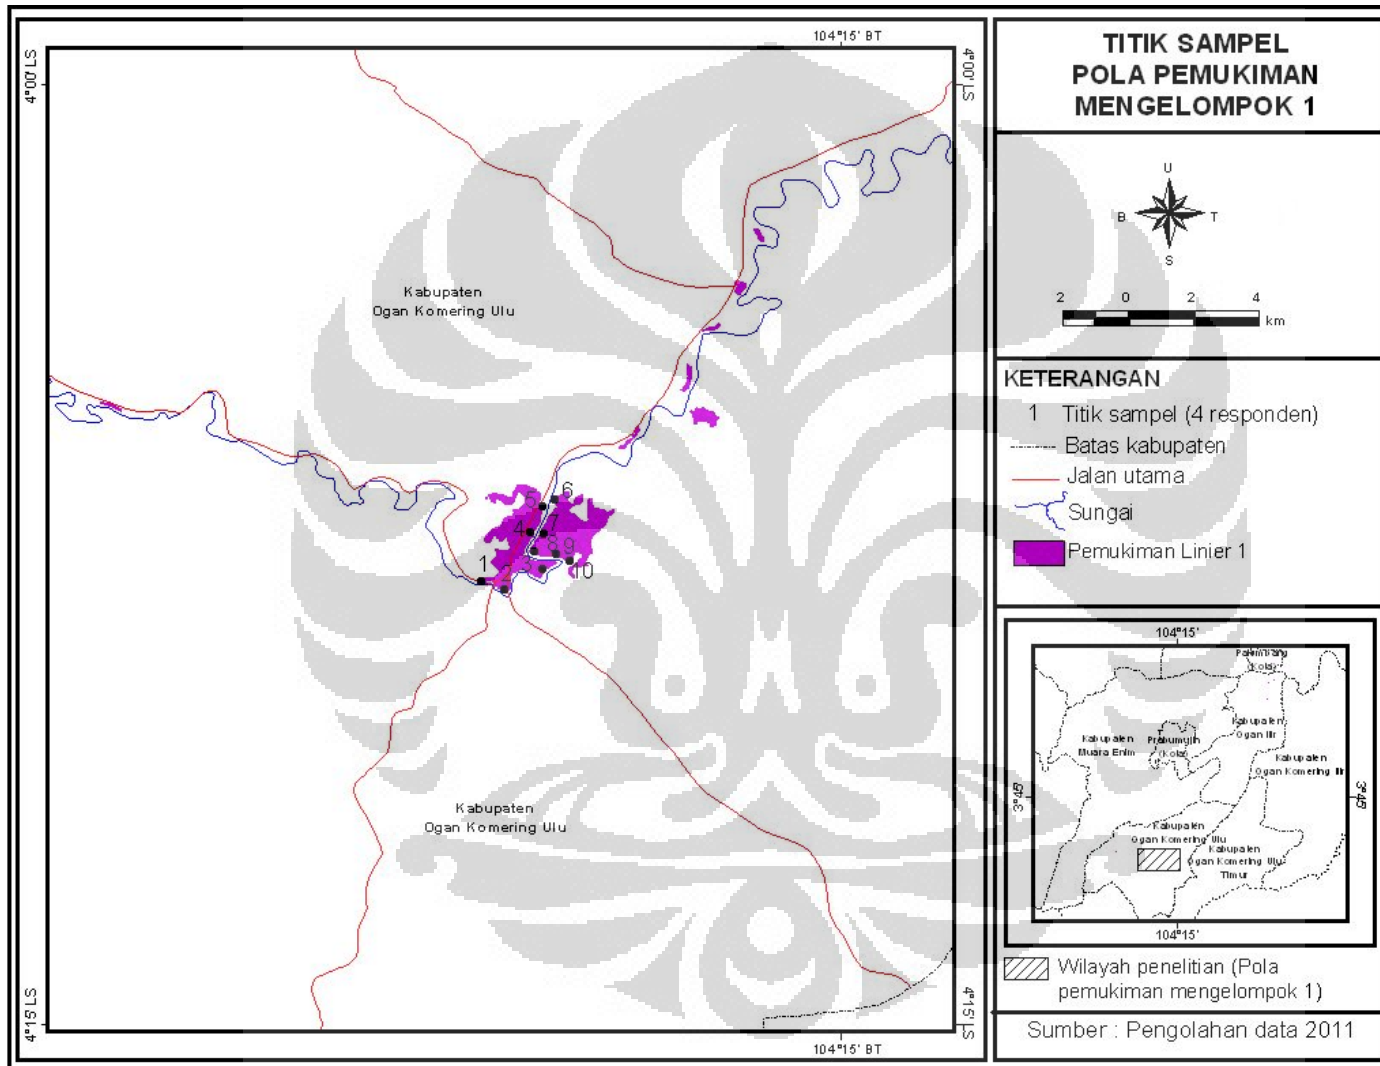 104°15' BT
4°00' LS
4°00' LS
Kabupaten
Ogan Komering Ulu
5
6
4
7
8
9
3
10
1
2
Kabupaten
Ogan Komering Ulu
4°15' LS
4°15' LS
104°15' BT
TITIK SAMPEL
POLA PEMUKIMAN
MENGELOMPOK 1
U
B
T
S
2 0 2 4
km
KETERANGAN
1 Titik sampel (4 responden)
Batas kabupaten
Jalan utama
Sungai
Pemukiman Linier 1
104°15'
Palembang
(Kota)
Kabupaten
Ogan Ilir
Kabupaten
Muara Enim
Prabumulih
(Kota)
Kabupaten
Ogan Komering Ilir
3°45'
3°45'
Kabupaten
Ogan Komering Ulu
Kabupaten
Ogan Komering Ulu
Timur
104°15'
Wilayah penelitian (Pola
pemukiman mengelompok 1)
Sumber : Pengolahan data 2011